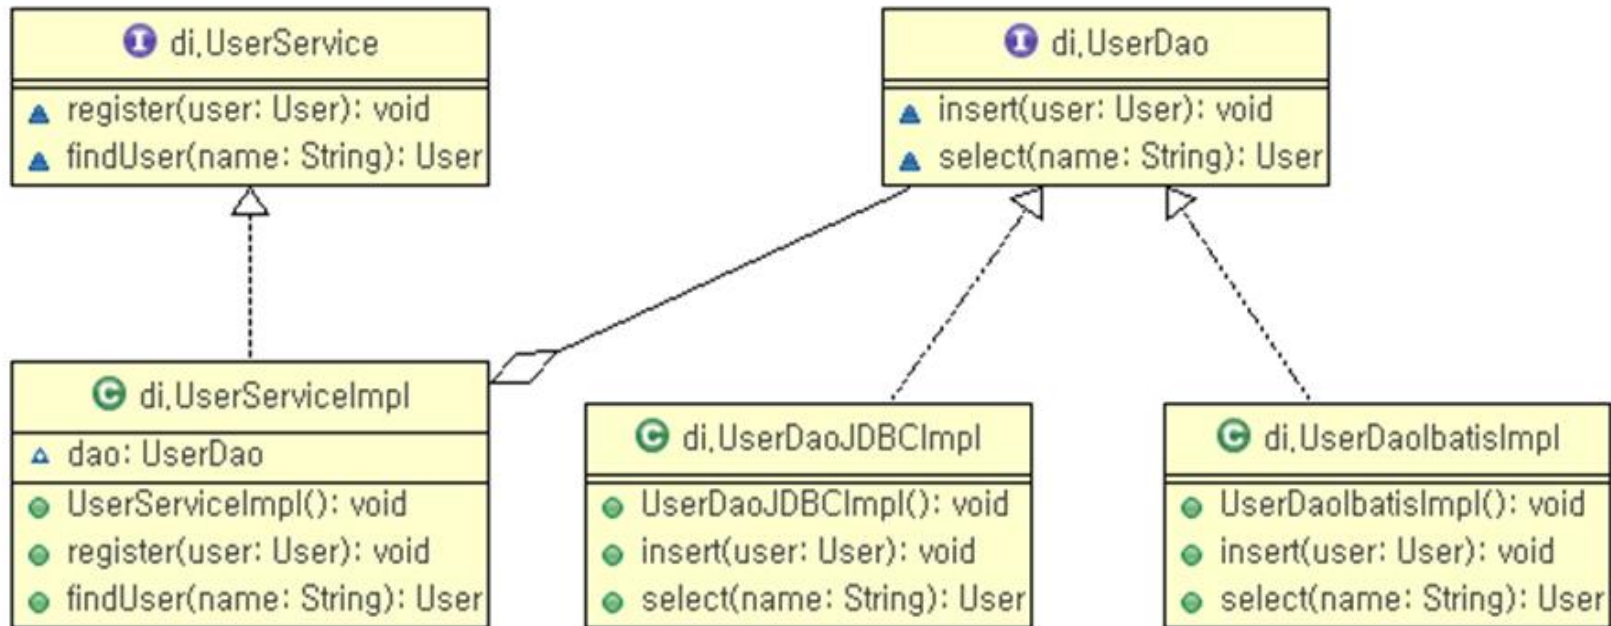 I di.UserService
register(user: User): void
findUser(name: String): User
I di.UserDao
insert(user: User): void
select(name: String): User
C di.UserServiceImpl
dao: UserDao
UserServiceImpl(): void
register(user: User): void
findUser(name: String): User
C di.UserDaoJDBCImpl
UserDaoJDBCImpl(): void
insert(user: User): void
select(name: String): User
C di.UserDaoIbatisImpl
UserDaoIbatisImpl(): void
insert(user: User): void
select(name: String): User